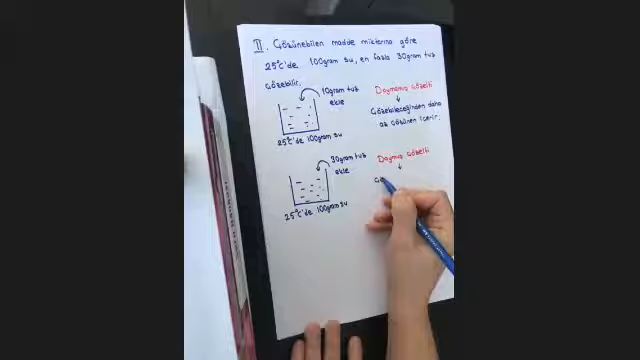 II. Çözünebilen madde miktarına göre
25°C'de 100gram su, en fazla 30gram tuz
çözebilir.
10gram tuz
ekle
25°C'de 100gram su
Doymamış çözelti
Çözebileceğinden daha
az çözünen içerir.
30gram tuz
ekle
25°C'de 100gram su
Doymuş çözelti
Çö